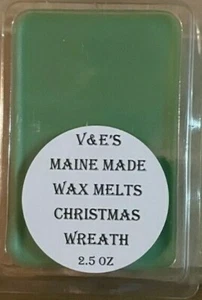 V&E'S
MAINE MADE
WAX MELTS
CHRISTMAS
WREATH
2.5 OZ